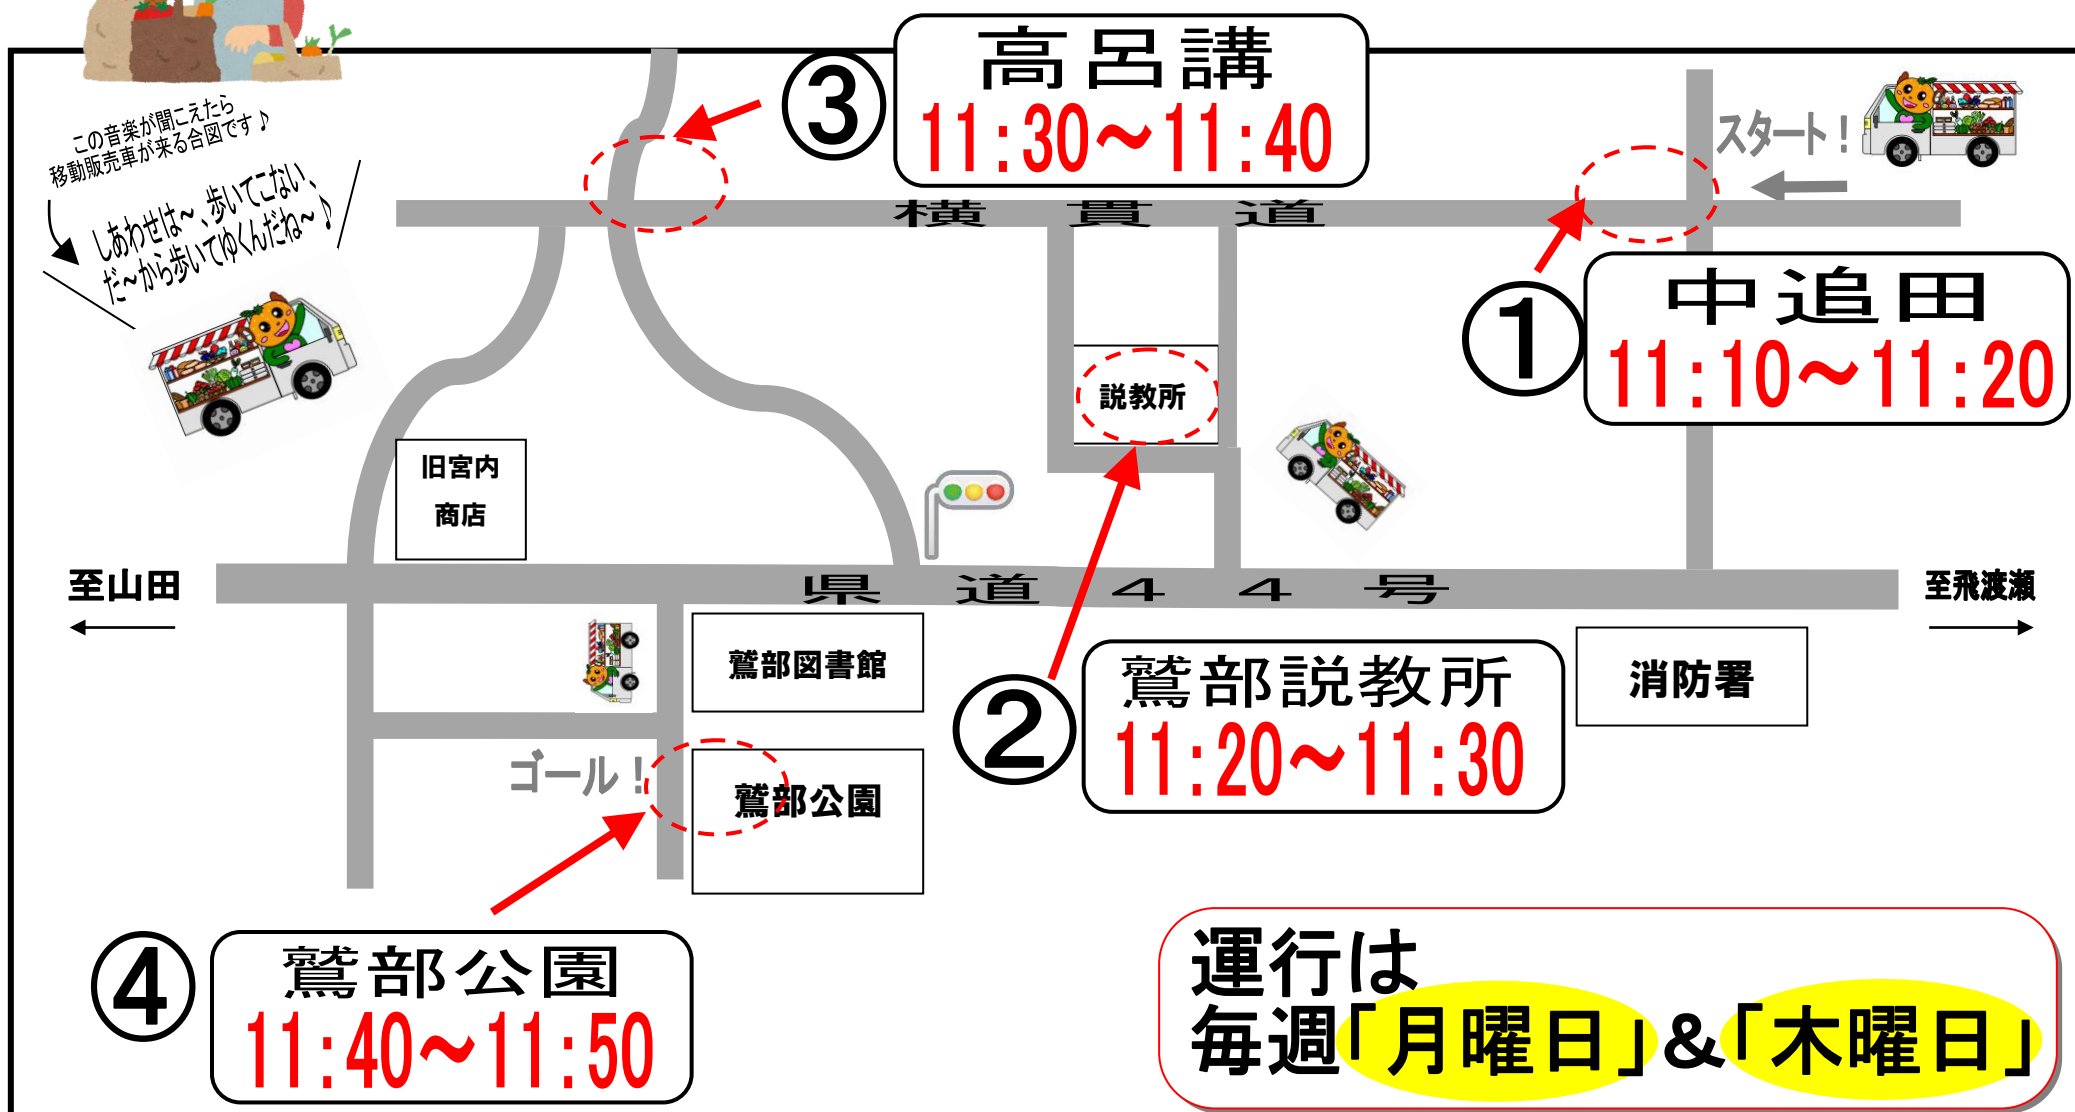 この音楽が聞こえたら
移動販売車が来る合図です♪
しあわせは～、歩いてこない、
だ～から歩いてゆくんだね～♪
③
高呂講
11:30～11:40
スタート！
横貫道
①
中追田
11:10～11:20
説教所
旧宮内
商店
至山田
県道４４号
至飛渡瀬
鷲部図書館
②
鷲部説教所
11:20～11:30
消防署
ゴール！
鷲部公園
④
鷲部公園
11:40～11:50
運行は
毎週「月曜日」＆「木曜日」